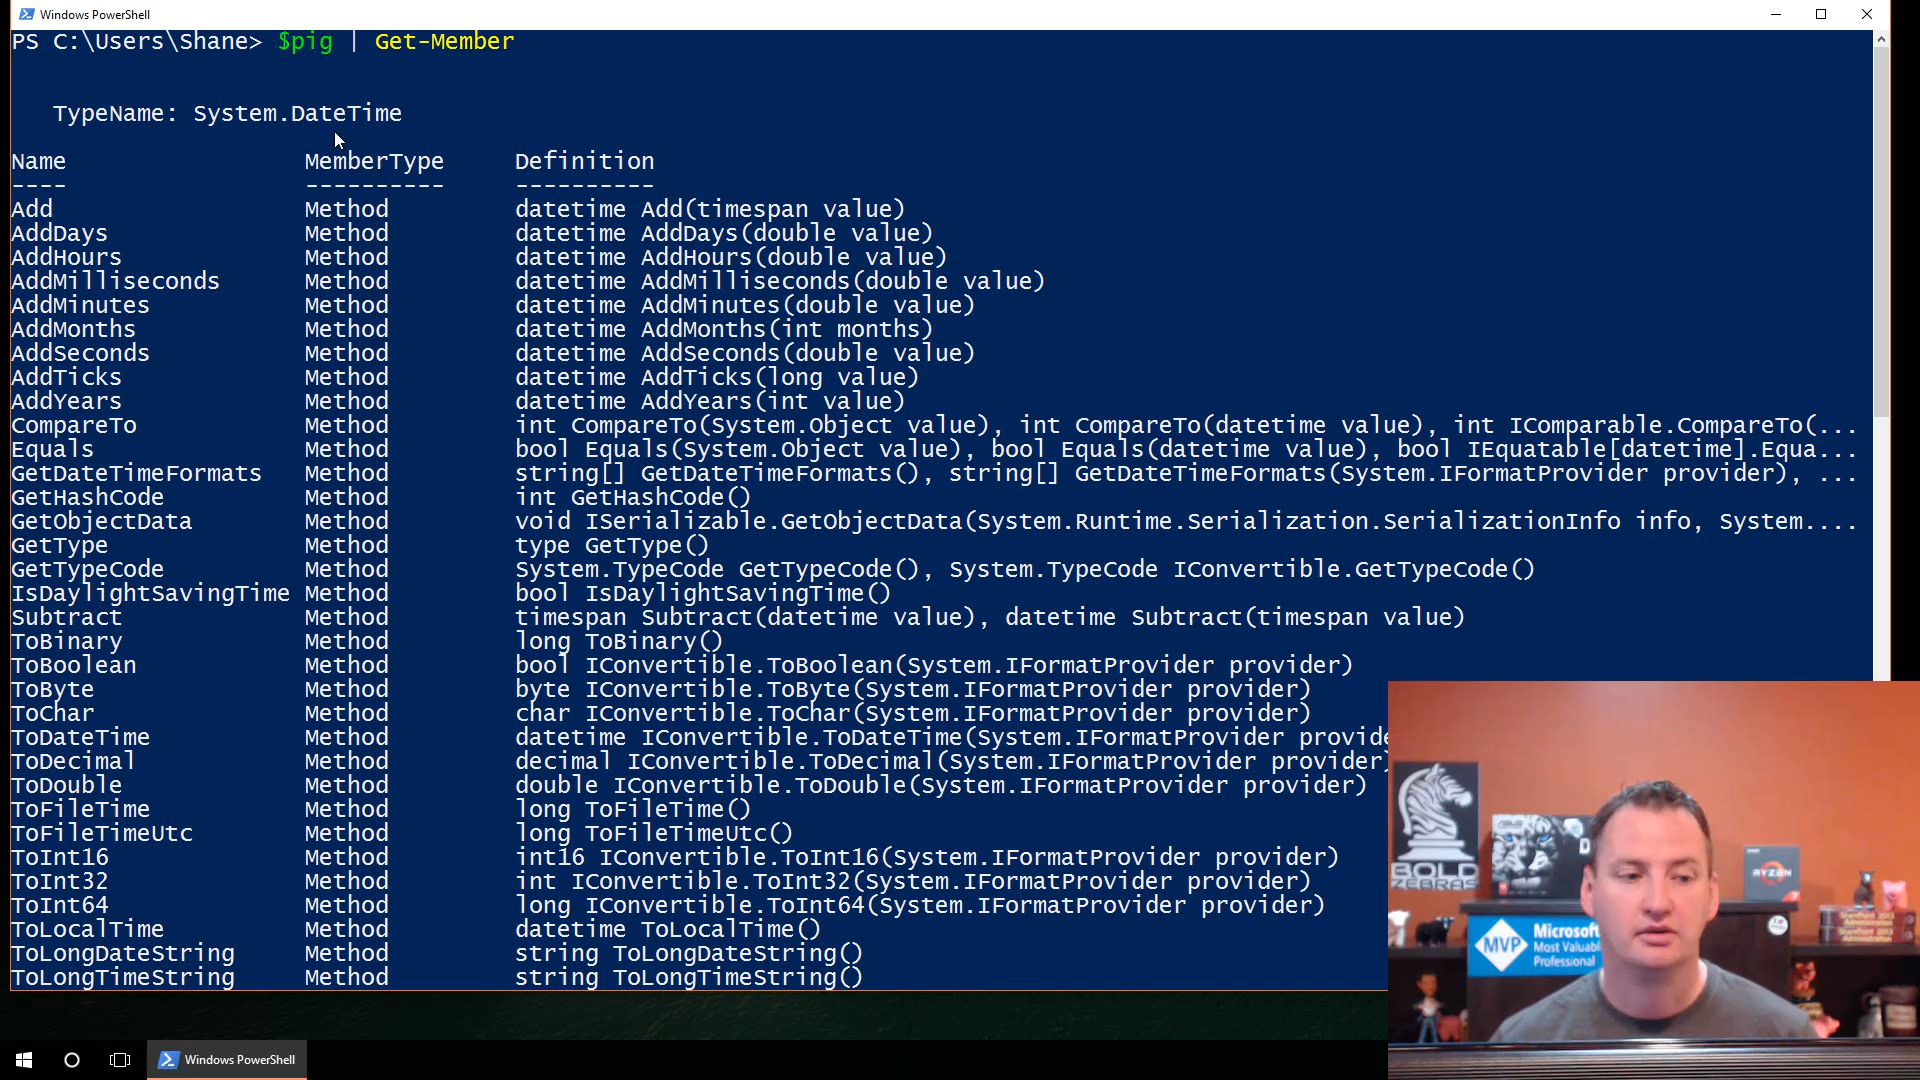 Windows PowerShell
PS C:\Users\Shane> $pig | Get-Member
TypeName: System.DateTime
Name MemberType Definition
---- ---------- ----------
Add Method datetime Add(timespan value)
AddDays Method datetime AddDays(double value)
AddHours Method datetime AddHours(double value)
AddMilliseconds Method datetime AddMilliseconds(double value)
AddMinutes Method datetime AddMinutes(double value)
AddMonths Method datetime AddMonths(int months)
AddSeconds Method datetime AddSeconds(double value)
AddTicks Method datetime AddTicks(long value)
AddYears Method datetime AddYears(int value)
CompareTo Method int CompareTo(System.Object value), int CompareTo(datetime value), int IComparable.CompareTo(...
Equals Method bool Equals(System.Object value), bool Equals(datetime value), bool IEquatable[datetime].Equa...
GetDateTimeFormats Method string[] GetDateTimeFormats(), string[] GetDateTimeFormats(System.IFormatProvider provider), ...
GetHashCode Method int GetHashCode()
GetObjectData Method void ISerializable.GetObjectData(System.Runtime.Serialization.SerializationInfo info, System....
GetType Method type GetType()
GetTypeCode Method System.TypeCode GetTypeCode(), System.TypeCode IConvertible.GetTypeCode()
IsDaylightSavingTime Method bool IsDaylightSavingTime()
Subtract Method timespan Subtract(datetime value), datetime Subtract(timespan value)
ToBinary Method long ToBinary()
ToBoolean Method bool IConvertible.ToBoolean(System.IFormatProvider provider)
ToByte Method byte IConvertible.ToByte(System.IFormatProvider provider)
ToChar Method char IConvertible.ToChar(System.IFormatProvider provider)
ToDateTime Method datetime IConvertible.ToDateTime(System.IFormatProvider provide
ToDecimal Method decimal IConvertible.ToDecimal(System.IFormatProvider provider)
ToDouble Method double IConvertible.ToDouble(System.IFormatProvider provider)
ToFileTime Method long ToFileTime()
ToFileTimeUtc Method long ToFileTimeUtc()
ToInt16 Method int16 IConvertible.ToInt16(System.IFormatProvider provider)
ToInt32 Method int IConvertible.ToInt32(System.IFormatProvider provider)
ToInt64 Method long IConvertible.ToInt64(System.IFormatProvider provider)
ToLocalTime Method datetime ToLocalTime()
ToLongDateString Method string ToLongDateString()
ToLongTimeString Method string ToLongTimeString()
BOLD
ZEBRAS
ASUS
RYZEN
MVP
Microsoft
Most Valuab
Professional
SharePoint 2013
Administration
SharePoint 2013
Administration
Windows PowerShell